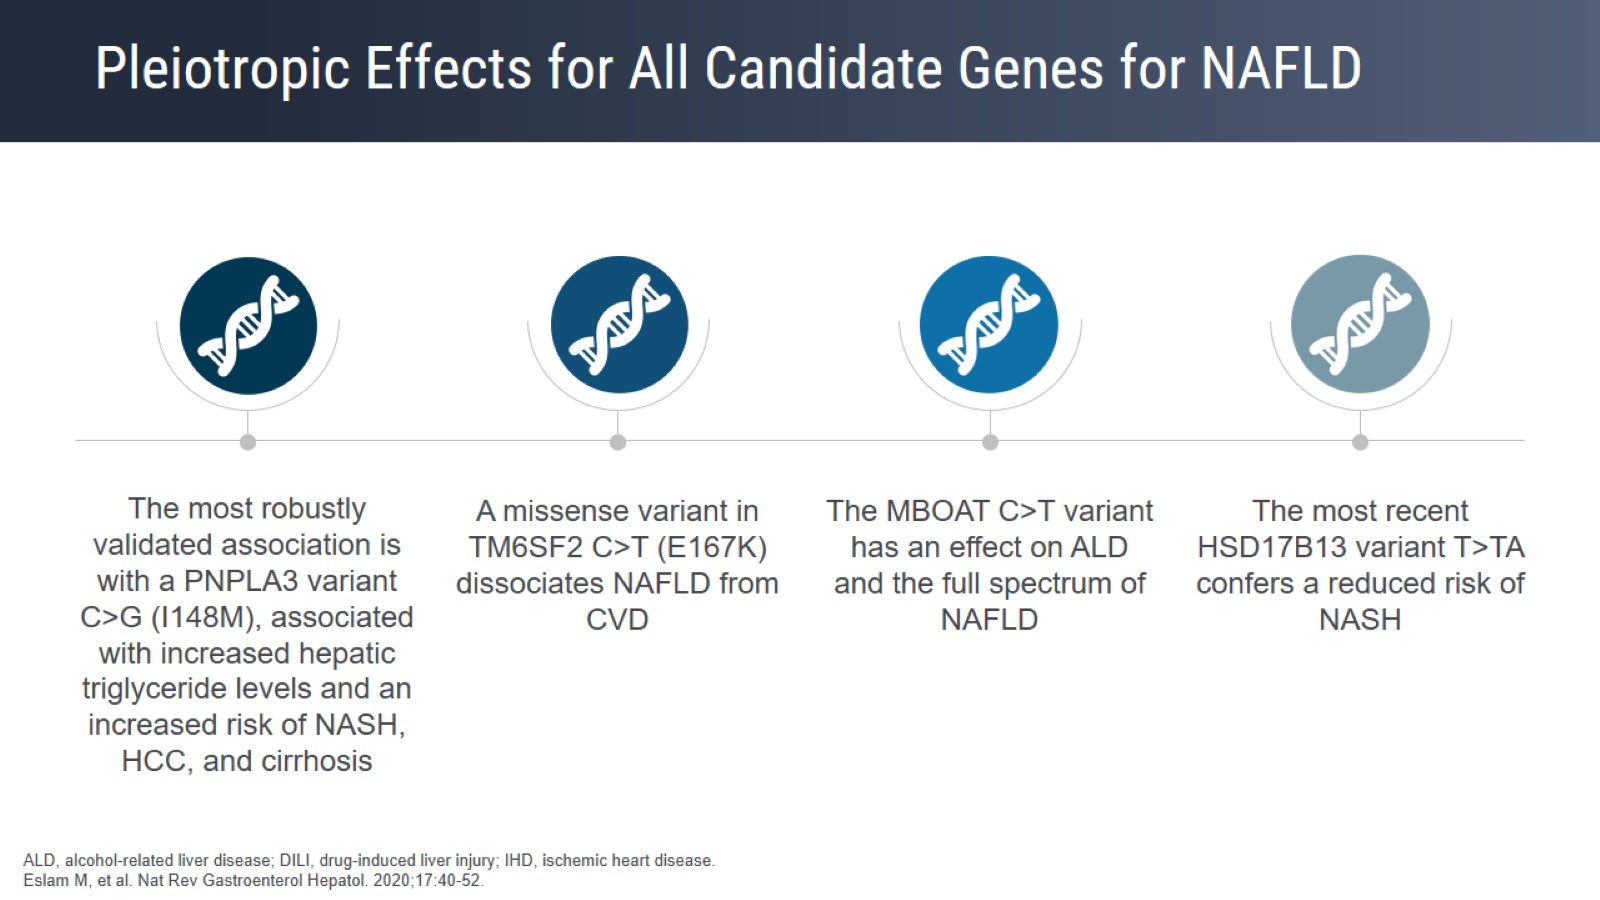 Pleiotropic Effects for All Candidate Genes for NAFLD
The most robustly
validated association is
with a PNPLA3 variant
C>G (I148M), associated
with increased hepatic
triglyceride levels and an
increased risk of NASH,
HCC, and cirrhosis
A missense variant in
TM6SF2 C>T (E167K)
dissociates NAFLD from
CVD
The MBOAT C>T variant
has an effect on ALD
and the full spectrum of
NAFLD
The most recent
HSD17B13 variant T>TA
confers a reduced risk of
NASH
ALD, alcohol-related liver disease; DILI, drug-induced liver injury; IHD, ischemic heart disease.
Eslam M, et al. Nat Rev Gastroenterol Hepatol. 2020;17:40-52.